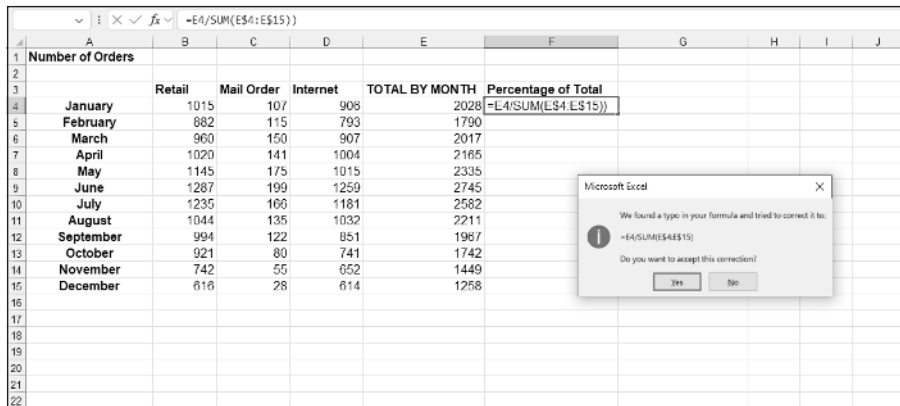 fx =E4/SUM(E$4:E$15))
A B C D E F G H I J
1 Number of Orders
2
3 Retail Mail Order Internet TOTAL BY MONTH Percentage of Total
4 January 1015 107 906 2028 =E4/SUM(E$4:E$15))
5 February 882 115 793 1790
6 March 960 150 907 2017
7 April 1020 141 1004 2165
8 May 1145 175 1015 2335
9 June 1287 199 1259 2745
10 July 1235 166 1181 2582
11 August 1044 135 1032 2211
12 September 994 122 851 1967
13 October 921 80 741 1742
14 November 742 55 652 1449
15 December 616 28 614 1258
16
17
18
19
20
21
22
Microsoft Excel
We found a typo in your formula and tried to correct it to:
=E4/SUM(E$4:E$15)
Do you want to accept this correction?
Yes No